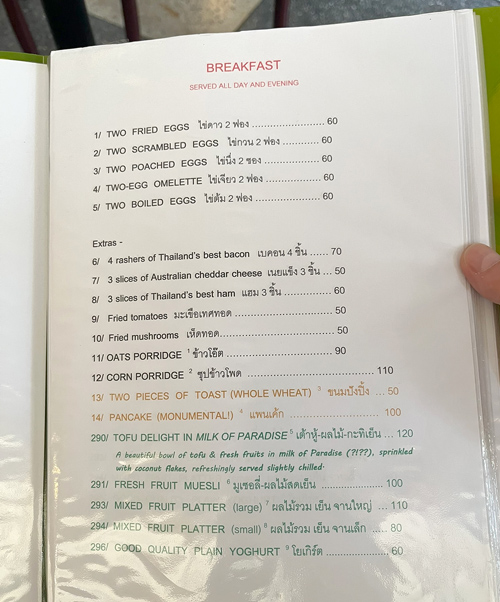 BREAKFAST
SERVED ALL DAY AND EVENING
1/ TWO FRIED EGGS ไข่ดาว 2 ฟอง ........................ 60
2/ TWO SCRAMBLED EGGS ไข่กวน 2 ฟอง ............ 60
3/ TWO POACHED EGGS ไข่นึ่ง 2 ซอง .................. 60
4/ TWO-EGG OMELETTE ไข่เจียว 2 ฟอง .................. 60
5/ TWO BOILED EGGS ไข่ต้ม 2 ฟอง ...................... 60
Extras -
6/ 4 rashers of Thailand's best bacon เบคอน 4 ชิ้น ...... 70
7/ 3 slices of Australian cheddar cheese เนยแข็ง 3 ชิ้น ... 50
8/ 3 slices of Thailand's best ham แฮม 3 ชิ้น ............... 60
9/ Fried tomatoes มะเขือเทศทอด ............................... 50
10/ Fried mushrooms เห็ดทอด..................................... 50
11/ OATS PORRIDGE 1 ข้าวโอ๊ต ................................... 90
12/ CORN PORRIDGE 2 ซุปข้าวโพด ........................................... 110
13/ TWO PIECES OF TOAST (WHOLE WHEAT) 3 ขนมปังปิ้ง ... 50
14/ PANCAKE (MONUMENTAL!) 4 แพนเค้ก ............................. 100
290/ TOFU DELIGHT IN MILK OF PARADISE 5 เต้าหู้-ผลไม้-กะทิเย็น ... 120
A beautiful bowl of tofu & fresh fruits in milk of Paradise (?!??), sprinkled
with coconut flakes, refreshingly served slightly chilled.
291/ FRESH FRUIT MUESLI 6 มูเซอลี่-ผลไม้สดเย็น ..................... 100
293/ MIXED FRUIT PLATTER (large) 7 ผลไม้รวม เย็น จานใหญ่ ... 110
294/ MIXED FRUIT PLATTER (small) 8 ผลไม้รวม เย็น จานเล็ก ..... 80
296/ GOOD QUALITY PLAIN YOGHURT 9 โยเกิร์ต ..................... 60